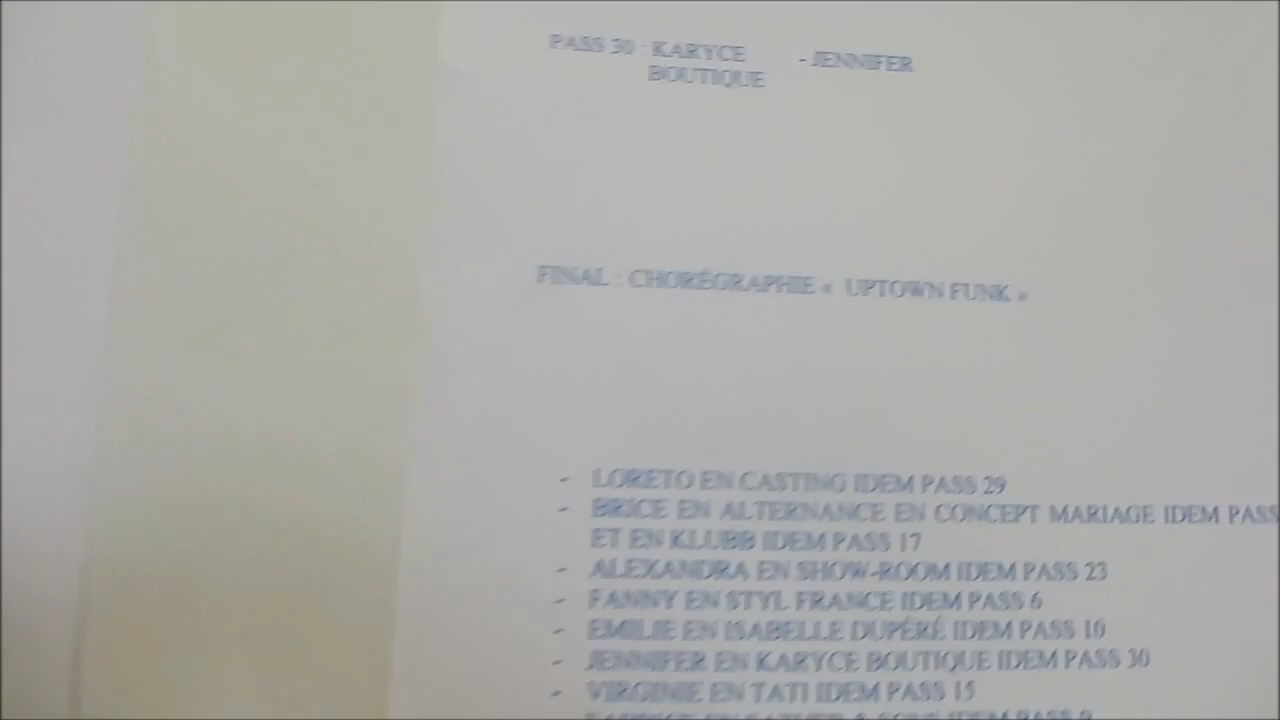 PASS 30 : KARYCE - JENNIFER
BOUTIQUE
FINAL : CHORÉGRAPHIE « UPTOWN FUNK »
- LORETO EN CASTING IDEM PASS 29
- BRICE EN ALTERNANCE EN CONCEPT MARIAGE IDEM PASS
ET EN KLUBB IDEM PASS 17
- ALEXANDRA EN SHOW-ROOM IDEM PASS 23
- FANNY EN STYL FRANCE IDEM PASS 6
- EMILIE EN ISABELLE DUPÉRÉ IDEM PASS 10
- JENNIFER EN KARYCE BOUTIQUE IDEM PASS 30
- VIRGINIE EN TATI IDEM PASS 15